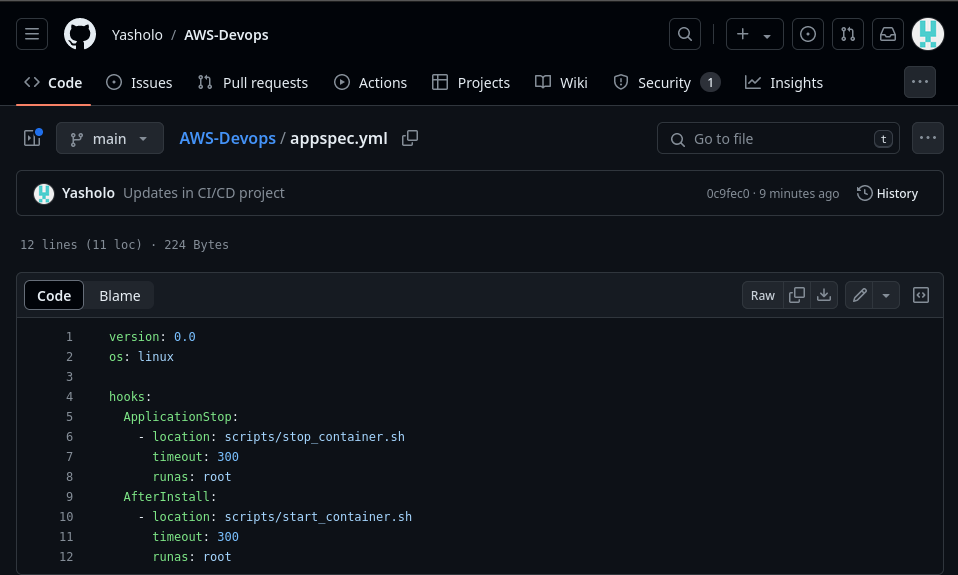 Yasholo / AWS-Devops
Code Issues Pull requests Actions Projects Wiki Security 1 Insights
main AWS-Devops / appspec.yml Go to file t
Yasholo Updates in CI/CD project 0c9fec0 · 9 minutes ago History
12 lines (11 loc) · 224 Bytes
Code Blame Raw
1 version: 0.0
2 os: linux
3
4 hooks:
5   ApplicationStop:
6     - location: scripts/stop_container.sh
7       timeout: 300
8       runas: root
9   AfterInstall:
10     - location: scripts/start_container.sh
11       timeout: 300
12       runas: root